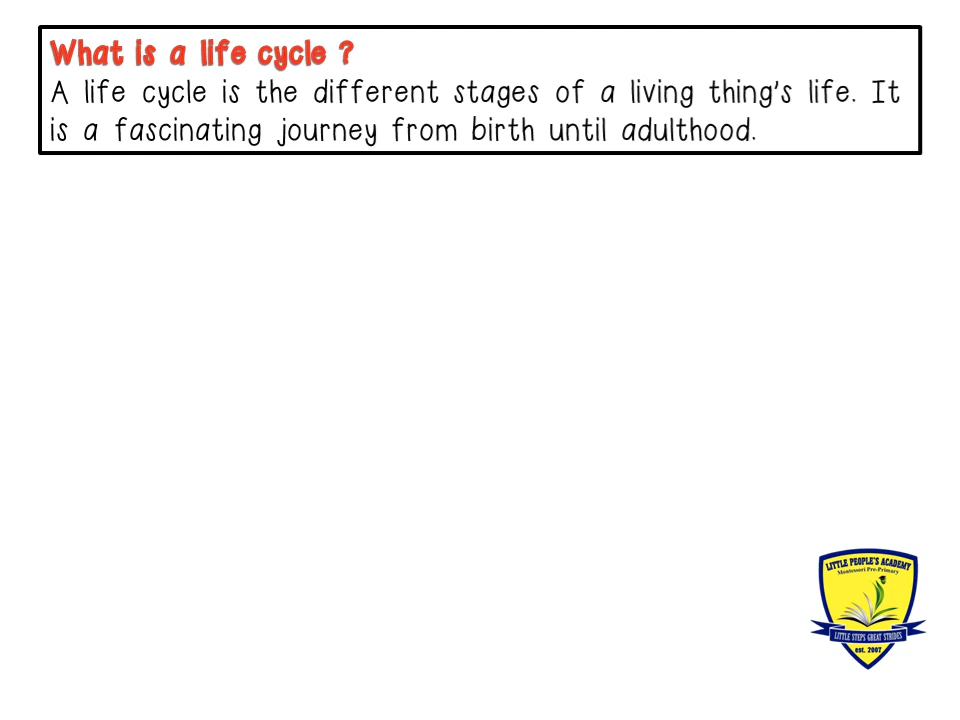 What is a life cycle ?
A life cycle is the different stages of a living thing's life. It
is a fascinating journey from birth until adulthood.
LITTLE PEOPLE'S ACADEMY
Montessori Pre-Primary
LITTLE STEPS GREAT STRIDES
est. 2007